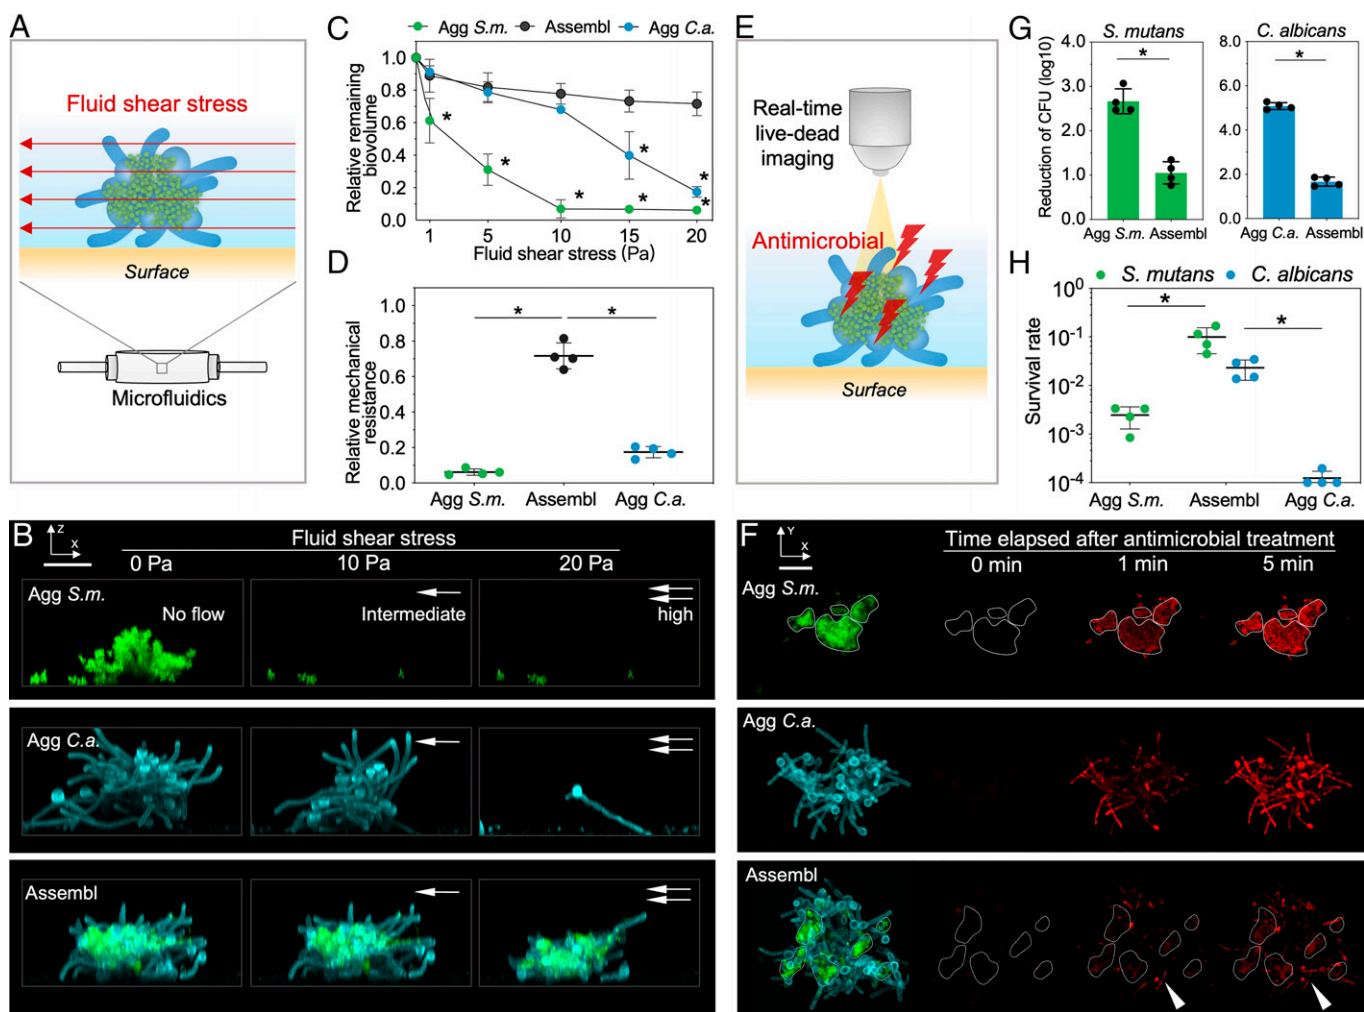 A
Fluid shear stress
Surface
Microfluidics
C
Agg S.m.
Assembl
Agg C.a.
Relative remaining
biovolume
1.0
0.8
0.6
0.4
0.2
0.0
*
*
*
*
*
*
*
1
5
10
15
20
Fluid shear stress (Pa)
D
Relative mechanical
resistance
1.0
0.8
0.6
0.4
0.2
0.0
*
*
Agg S.m.
Assembl
Agg C.a.
B
Z
X
Fluid shear stress
0 Pa
10 Pa
20 Pa
Agg S.m.
No flow
Intermediate
high
Agg C.a.
Assembl
E
Real-time
live-dead
imaging
Antimicrobial
Surface
G
S. mutans
Reduction of CFU (log10)
4.0
3.0
2.0
1.0
0.0
*
Agg S.m.
Assembl
C. albicans
8.0
6.0
4.0
2.0
0.0
*
Agg C.a.
Assembl
H
S. mutans
C. albicans
Survival rate
10⁰
10⁻¹
10⁻²
10⁻³
10⁻⁴
*
*
Agg S.m.
Assembl
Agg C.a.
F
Y
X
Time elapsed after antimicrobial treatment
0 min
1 min
5 min
Agg S.m.
Agg C.a.
Assembl